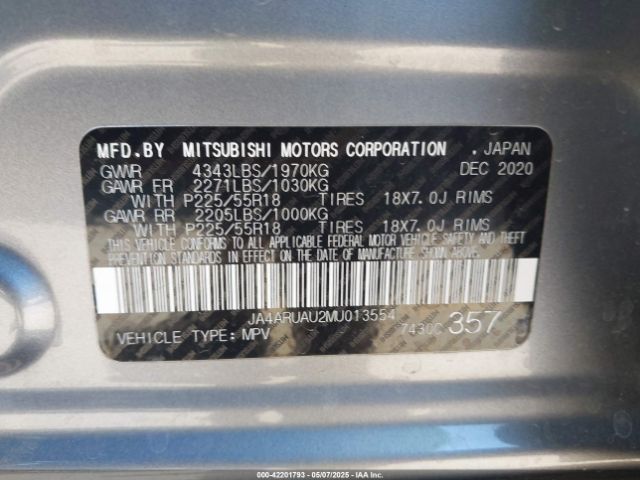 MFD.BY MITSUBISHI MOTORS CORPORATION .JAPAN
GVWR 4343LBS/1970KG DEC 2020
GAWR FR 2271LBS/1030KG
WITH P225/55R18 TIRES 18X7.0J RIMS
GAWR RR 2205LBS/1000KG
WITH P225/55R18 TIRES 18X7.0J RIMS
THIS VEHICLE CONFORMS TO ALL APPLICABLE FEDERAL MOTOR VEHICLE SAFETY AND THEFT
PREVENTION STANDARDS IN EFFECT ON THE DATE OF MANUFACTURE SHOWN ABOVE.
JA4ARUAU2MU013554
VEHICLE TYPE: MPV 7430C 357
000-42201793 - 05/07/2025 - IAAI.COM